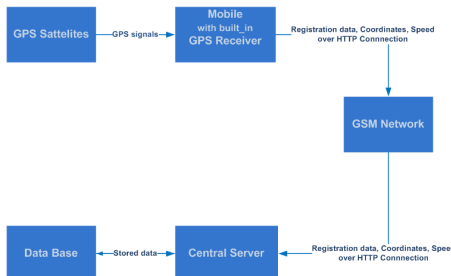 GPS Sattelites
GPS signals
Mobile
with built_in
GPS Receiver
Registration data, Coordinates, Speed
over HTTP Connnection
GSM Network
Data Base
Stored data
Central Server
Registration data, Coordinates, Spee
over HTTP Connnection